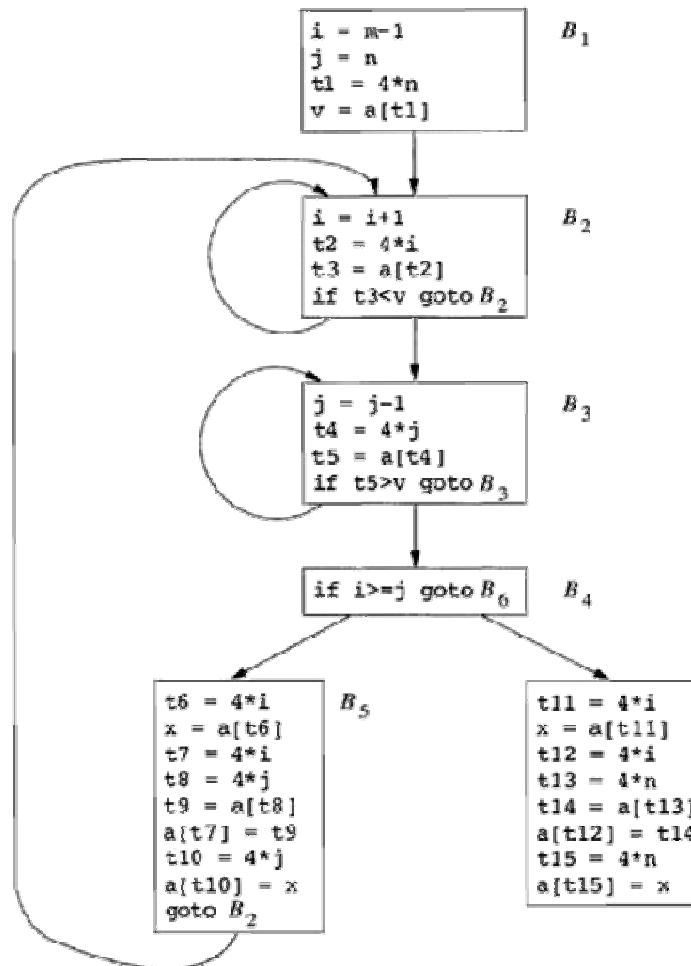 i = m-1
j = n
t1 = 4*n
v = a[t1]
B1
i = i+1
t2 = 4*i
t3 = a[t2]
if t3<v goto B2
B2
j = j-1
t4 = 4*j
t5 = a[t4]
if t5>v goto B3
B3
if i>=j goto B6
B4
t6 = 4*i
x = a[t6]
t7 = 4*i
t8 = 4*j
t9 = a[t8]
a[t7] = t9
t10 = 4*j
a[t10] = x
goto B2
B5
t11 = 4*i
x = a[t11]
t12 = 4*i
t13 = 4*n
t14 = a[t13]
a[t12] = t14
t15 = 4*n
a[t15] = x